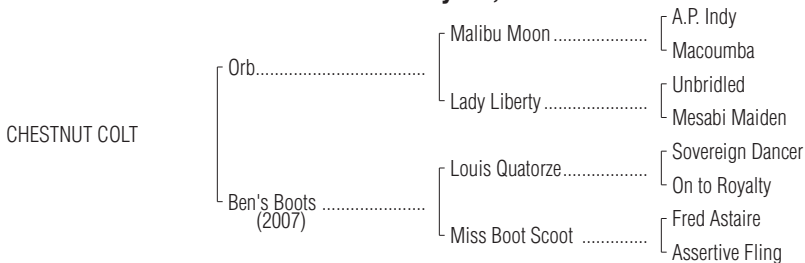 A.P. Indy
Malibu Moon
Macoumba
Orb
Unbridled
Lady Liberty
Mesabi Maiden
CHESTNUT COLT
Sovereign Dancer
Louis Quatorze
On to Royalty
Ben's Boots
(2007)
Fred Astaire
Miss Boot Scoot
Assertive Fling